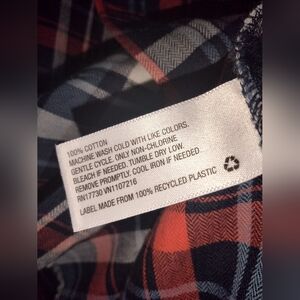 100% COTTON
MACHINE WASH COLD WITH LIKE COLORS.
GENTLE CYCLE. ONLY NON-CHLORINE
BLEACH IF NEEDED. TUMBLE DRY LOW.
REMOVE PROMPTLY. COOL IRON IF NEEDED.
RN17730 VN1107216
LABEL MADE FROM 100% RECYCLED PLASTIC